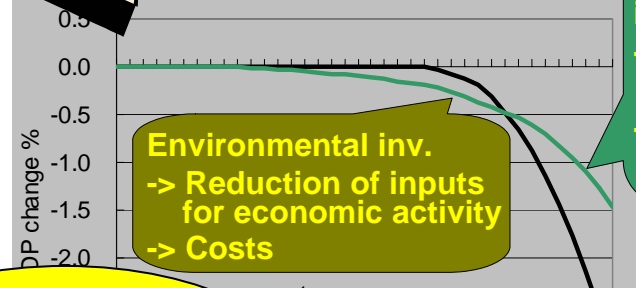 0.5
0.0
-0.5
-1.0
-1.5
-2.0
DP change %
Environmental inv.
-> Reduction of inputs
for economic activity
-> Costs